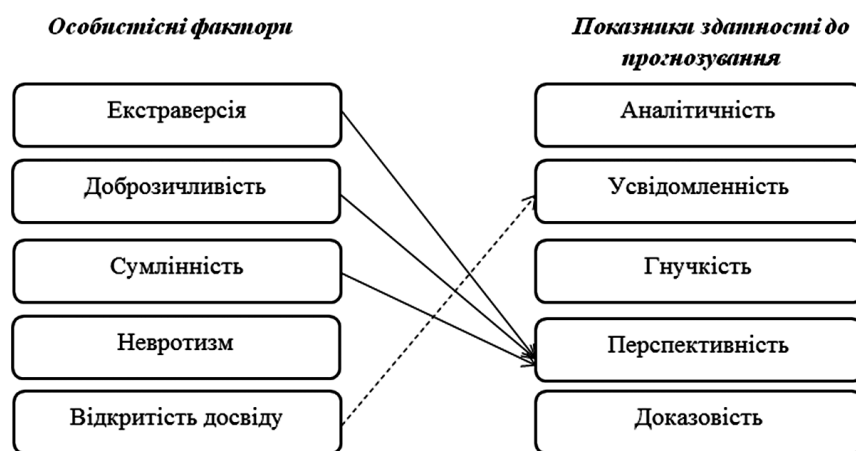 Особистісні фактори
Показники здатності до
прогнозування
Екстраверсія
Аналітичність
Доброзичливість
Усвідомленність
Сумлінність
Гнучкість
Невротизм
Перспективність
Відкритість досвіду
Доказовість